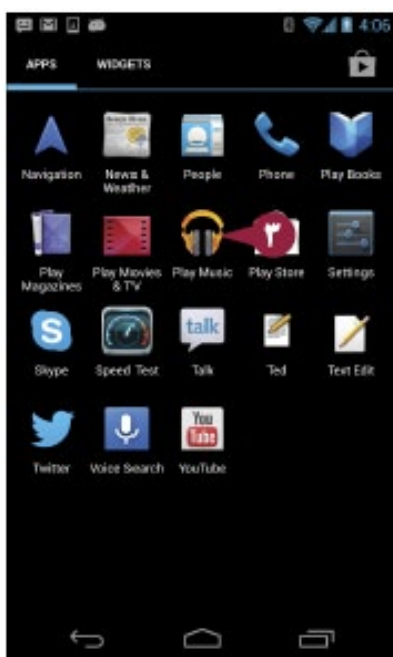 4:06
APPS WIDGETS
Navigation News & Weather People Phone Play Books
٣
Play Magazines Play Movies & TV Play Music Play Store Settings
S talk
Skype Speed Test Talk Ted Text Edit
You Tube
Twitter Voice Search YouTube